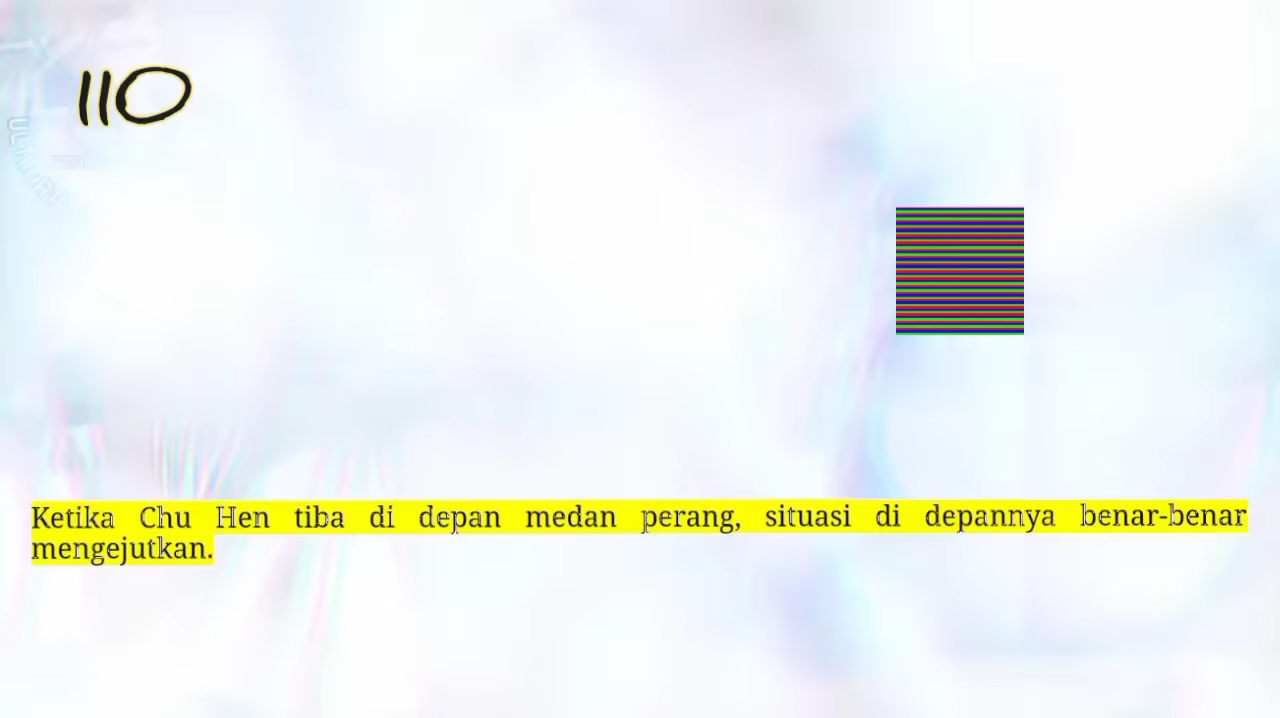 110
Ketika Chu Hen tiba di depan medan perang, situasi di depannya benar-benar
mengejutkan.